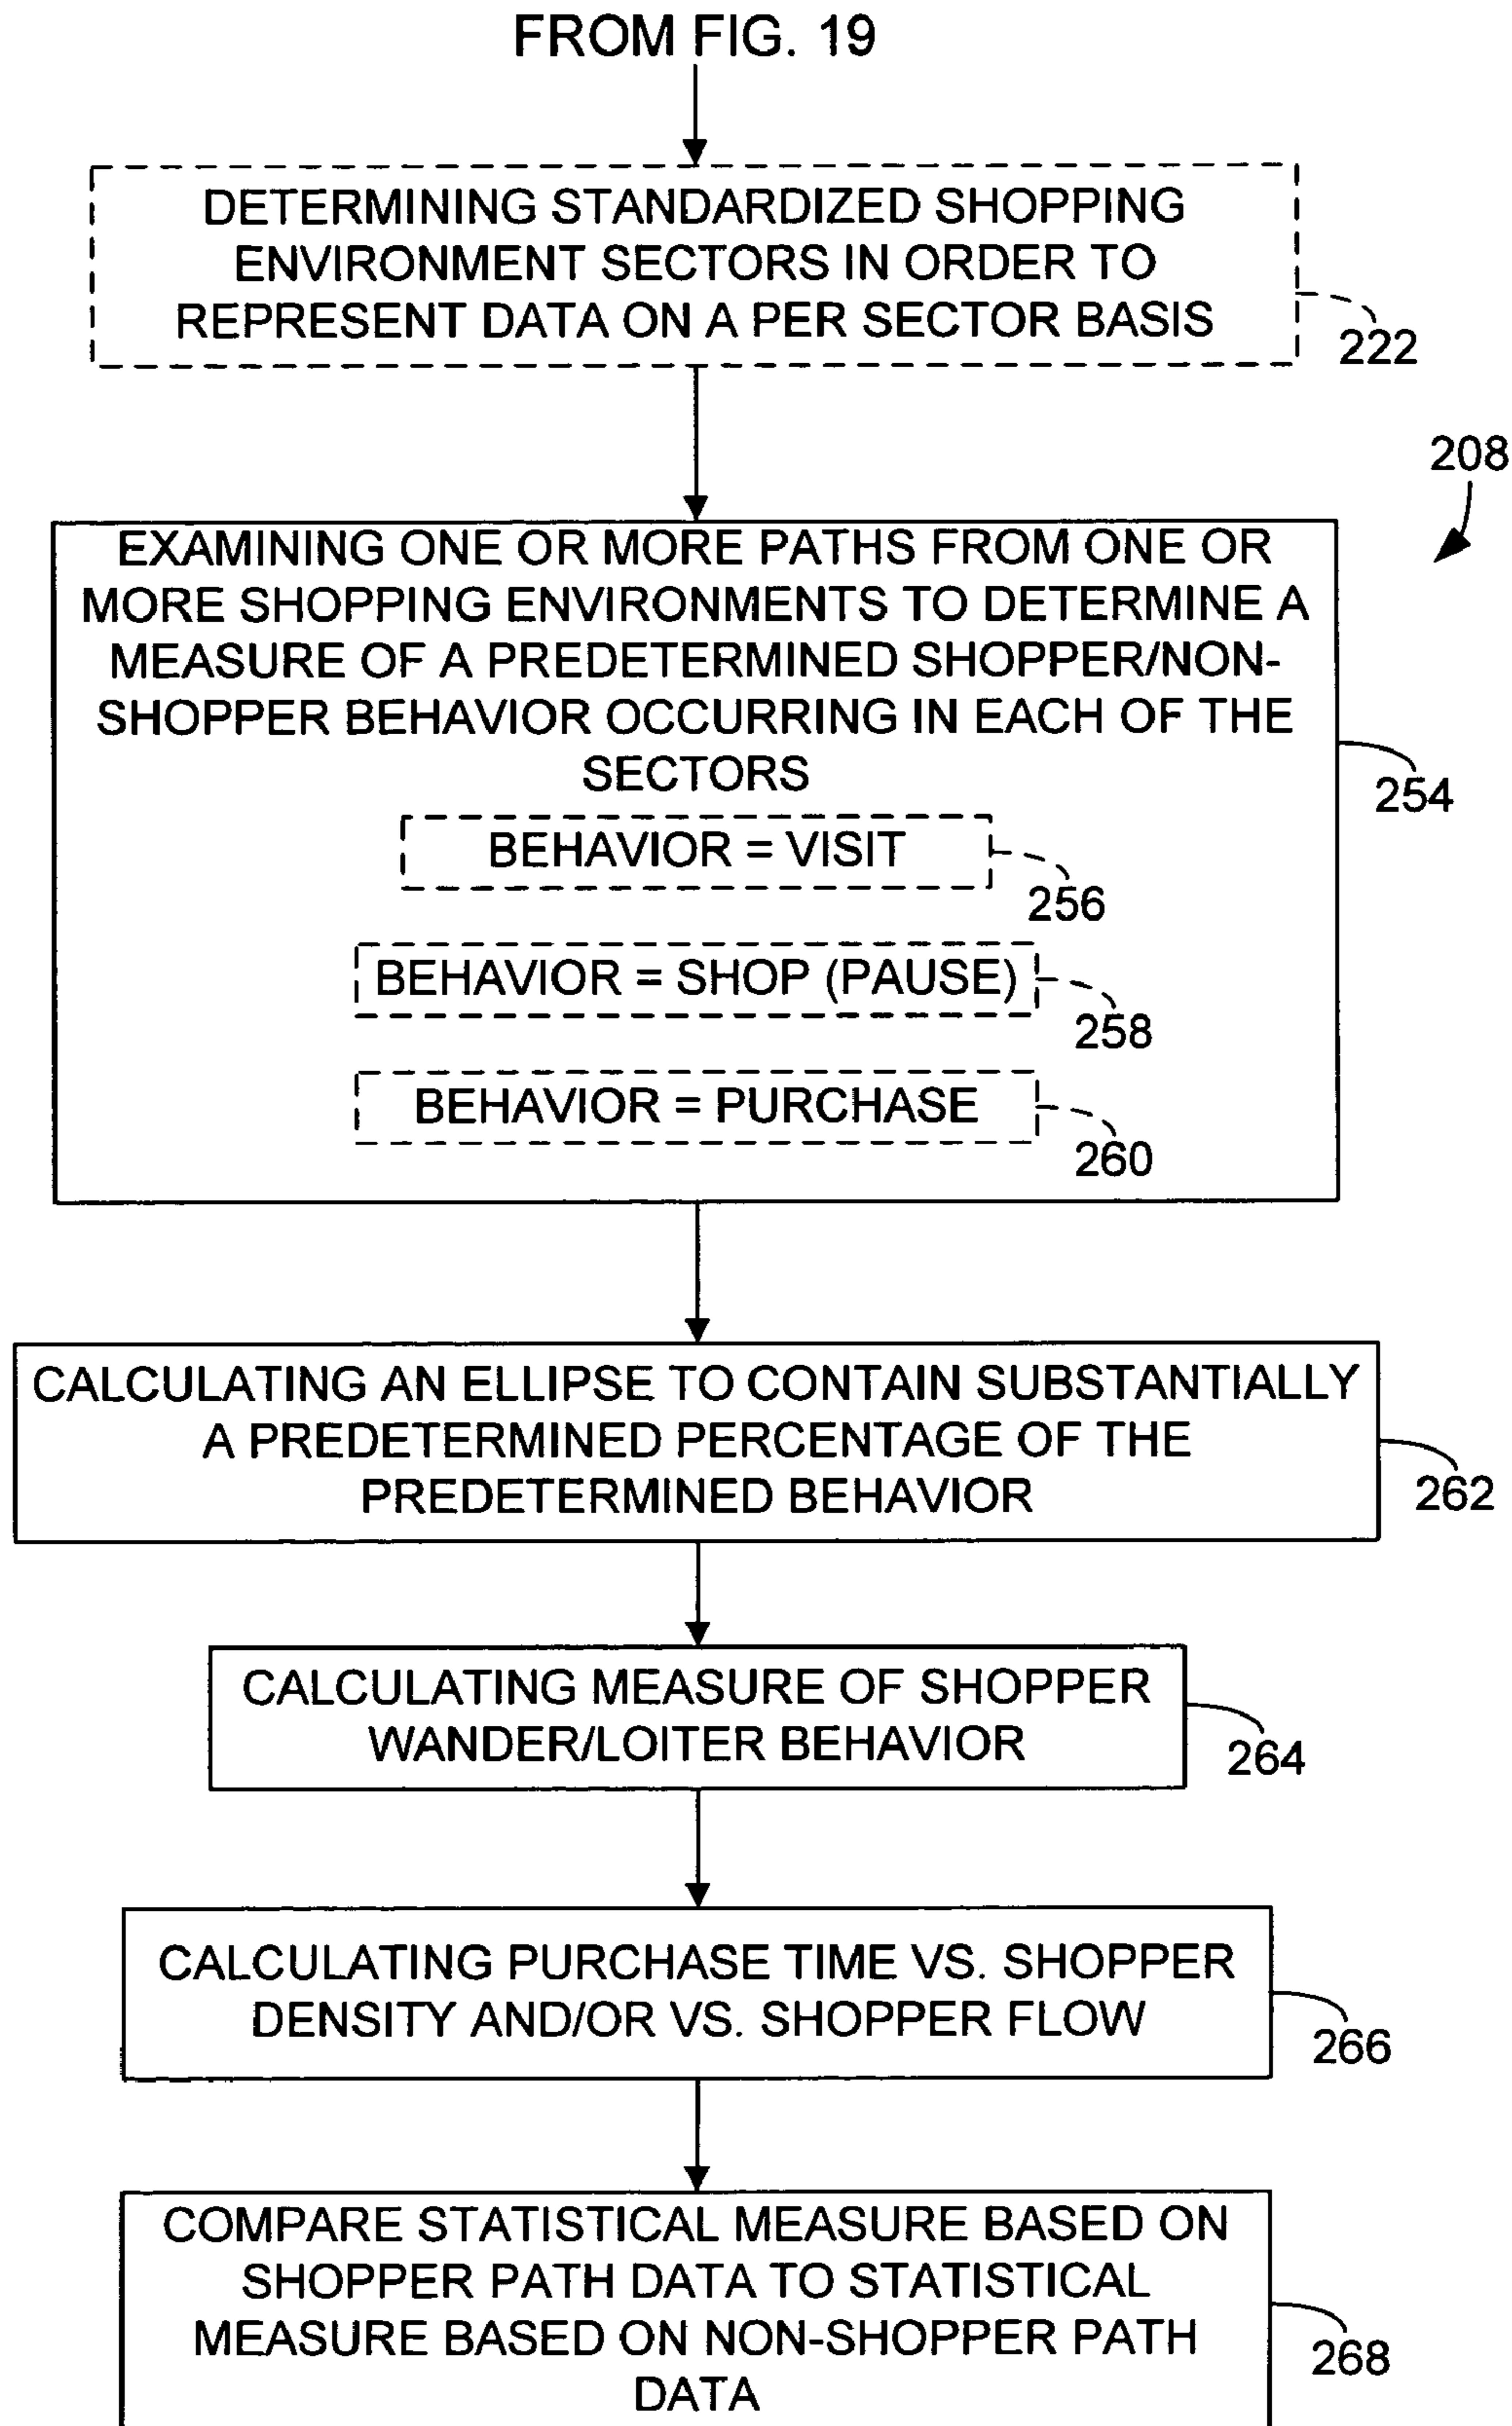 FROM FIG. 19
DETERMINING STANDARDIZED SHOPPING
ENVIRONMENT SECTORS IN ORDER TO
REPRESENT DATA ON A PER SECTOR BASIS
222
208
EXAMINING ONE OR MORE PATHS FROM ONE OR
MORE SHOPPING ENVIRONMENTS TO DETERMINE A
MEASURE OF A PREDETERMINED SHOPPER/NON-
SHOPPER BEHAVIOR OCCURRING IN EACH OF THE
SECTORS
254
BEHAVIOR = VISIT
256
BEHAVIOR = SHOP (PAUSE)
258
BEHAVIOR = PURCHASE
260
CALCULATING AN ELLIPSE TO CONTAIN SUBSTANTIALLY
A PREDETERMINED PERCENTAGE OF THE
PREDETERMINED BEHAVIOR
262
CALCULATING MEASURE OF SHOPPER
WANDER/LOITER BEHAVIOR
264
CALCULATING PURCHASE TIME VS. SHOPPER
DENSITY AND/OR VS. SHOPPER FLOW
266
COMPARE STATISTICAL MEASURE BASED ON
SHOPPER PATH DATA TO STATISTICAL
MEASURE BASED ON NON-SHOPPER PATH
DATA
268